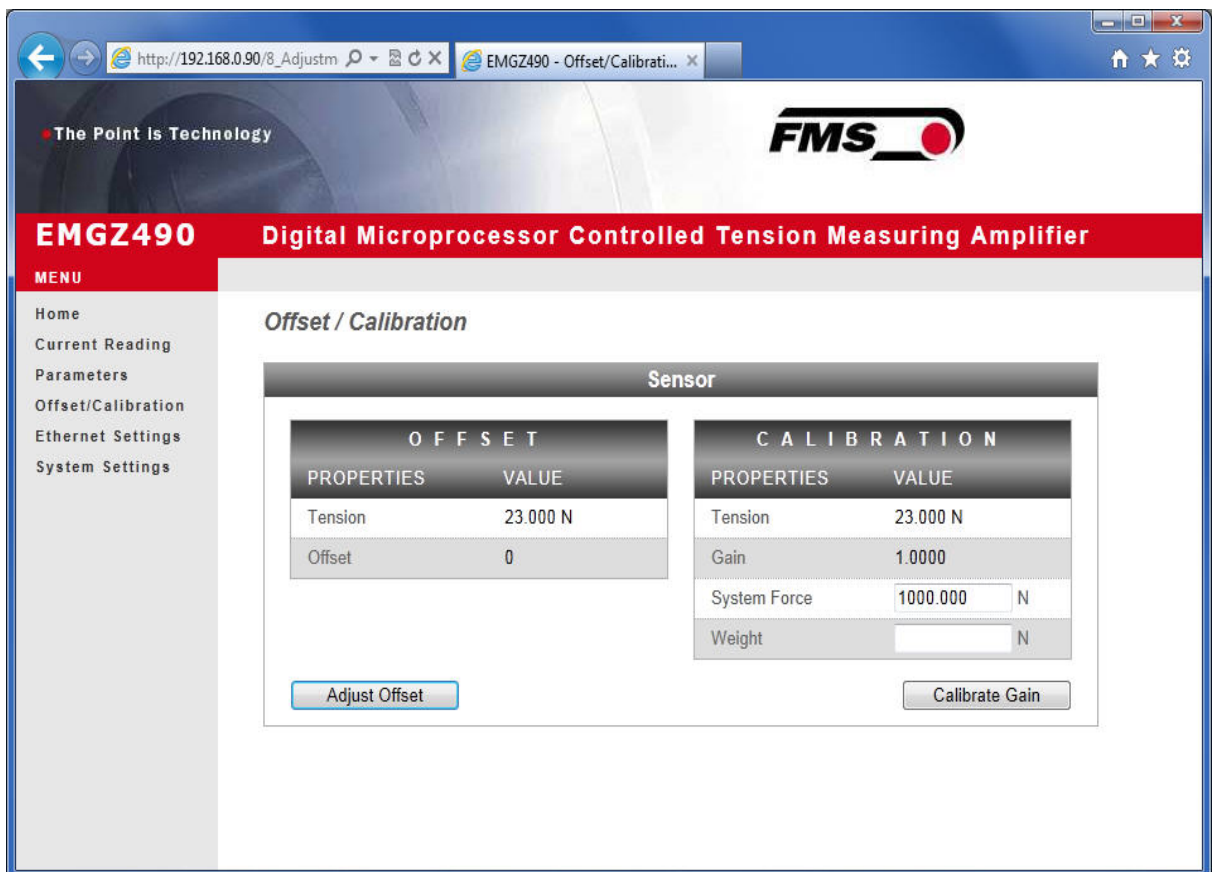 http://192.168.0.90/8_Adjustm
EMGZ490 - Offset/Calibrati...
The Point is Technology
FMS
EMGZ490
Digital Microprocessor Controlled Tension Measuring Amplifier
MENU
Home
Current Reading
Parameters
Offset/Calibration
Ethernet Settings
System Settings
Offset / Calibration
Sensor
OFFSET
PROPERTIES VALUE
Tension 23.000 N
Offset 0
Adjust Offset
CALIBRATION
PROPERTIES VALUE
Tension 23.000 N
Gain 1.0000
System Force 1000.000 N
Weight N
Calibrate Gain